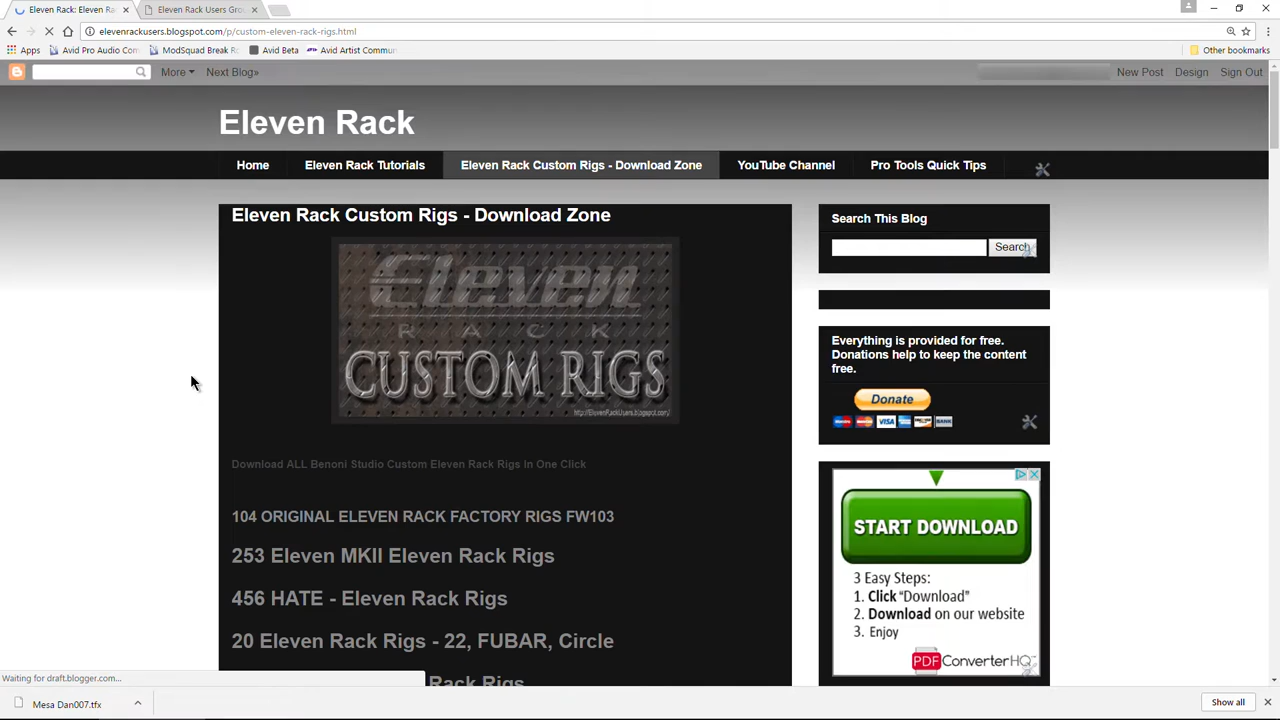 Eleven Rack: Eleven Ra
Eleven Rack Users Gro
elevenrackusers.blogspot.com/p/custom-eleven-rack-rigs.html
Apps Avid Pro Audio Com ModSquad Break R Avid Beta Avid Artist Commun Other bookmarks
More Next Blog» New Post Design Sign Out
Eleven Rack
Home Eleven Rack Tutorials Eleven Rack Custom Rigs - Download Zone YouTube Channel Pro Tools Quick Tips
Eleven Rack Custom Rigs - Download Zone
Eleven
RACK
CUSTOM RIGS
http://ElevenRackUsers.blogspot.com/
Download ALL Benoni Studio Custom Eleven Rack Rigs In One Click
104 ORIGINAL ELEVEN RACK FACTORY RIGS FW103
253 Eleven MKII Eleven Rack Rigs
456 HATE - Eleven Rack Rigs
20 Eleven Rack Rigs - 22, FUBAR, Circle
Rack Rigs
Search This Blog
Search
Everything is provided for free.
Donations help to keep the content
free.
Donate
VISA
BANK
START DOWNLOAD
3 Easy Steps:
1. Click "Download"
2. Download on our website
3. Enjoy
PDF ConverterHQ
Waiting for draft.blogger.com...
Mesa Dan007.tfx
Show all